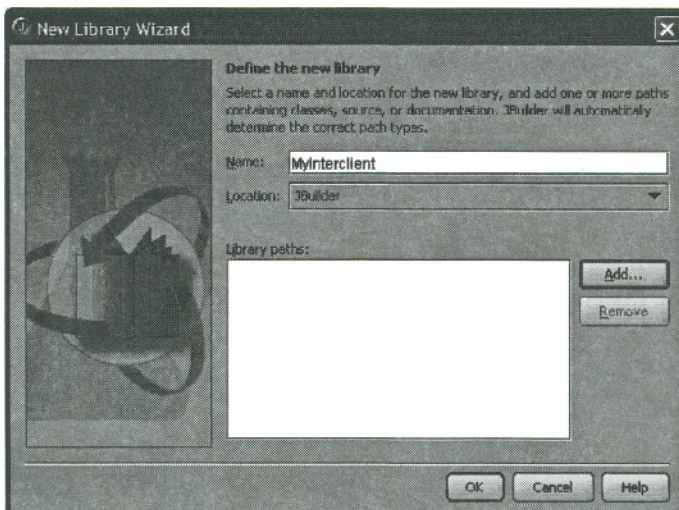 New Library Wizard
Define the new library
Select a name and location for the new library, and add one or more paths
containing classes, source, or documentation. JBuilder will automaticaly
determine the correct path types.
Name: MyInterclient
Location: JBuilder
Library paths:
Add...
Remove
OK Cancel Help